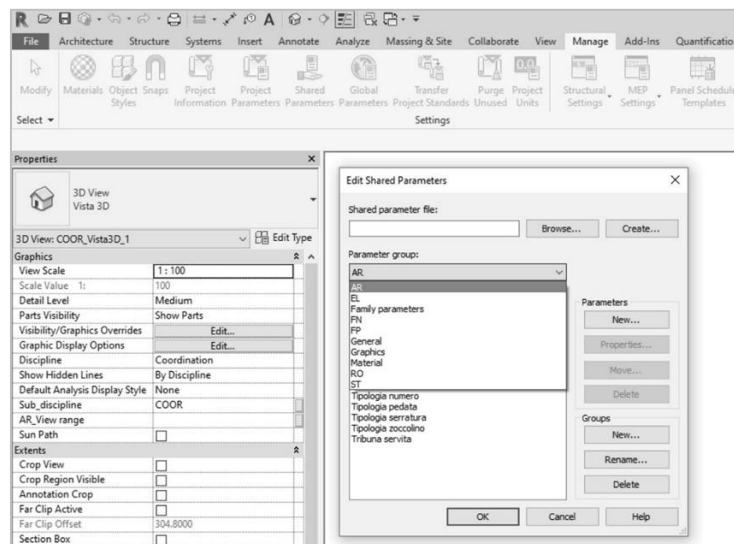 File Architecture Structure Systems Insert Annotate Analyze Massing & Site Collaborate View Manage Add-Ins Quantificatio
Modify Materials Object Styles Snaps Project Information Project Parameters Shared Parameters Global Parameters Transfer Project Standards Purge Unused Project Units Structural Settings MEP Settings Panel Schedule Templates
Select Settings
Properties
3D View
Vista 3D
3D View: COOR_Vista3D_1 Edit Type
Graphics
View Scale 1 : 100
Scale Value 1: 100
Detail Level Medium
Parts Visibility Show Parts
Visibility/Graphics Overrides Edit...
Graphic Display Options Edit...
Discipline Coordination
Show Hidden Lines By Discipline
Default Analysis Display Style None
Sub_discipline COOR
AR_View range
Sun Path
Extents
Crop View
Crop Region Visible
Annotation Crop
Far Clip Active
Far Clip Offset 304.8000
Section Box
Edit Shared Parameters
Shared parameter file:
Browse... Create...
Parameter group:
AR
AR
EL
Family parameters
FN
FP
General
Graphics
Material
RO
ST
Tipologia numero
Tipologia pedata
Tipologia serratura
Tipologia zoccolino
Tribuna servita
Parameters
New...
Properties...
Move...
Delete
Groups
New...
Rename...
Delete
OK Cancel Help